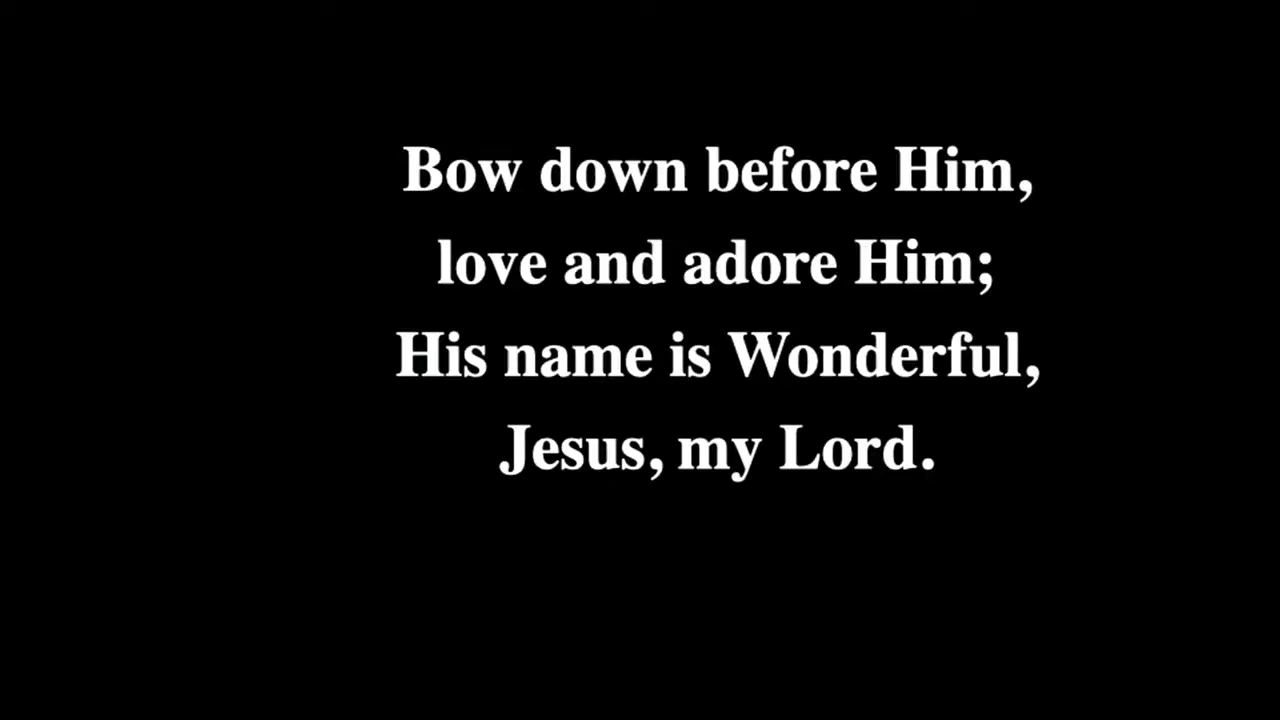 Bow down before Him,
love and adore Him;
His name is Wonderful,
Jesus, my Lord.